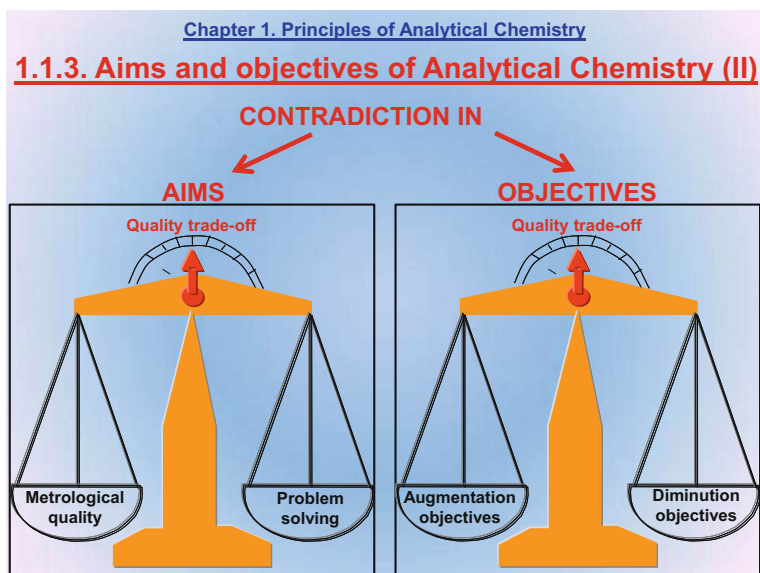 Chapter 1. Principles of Analytical Chemistry
1.1.3. Aims and objectives of Analytical Chemistry (II)
CONTRADICTION IN
AIMS
Quality trade-off
Metrological
quality
Problem
solving
OBJECTIVES
Quality trade-off
Augmentation
objectives
Diminution
objectives